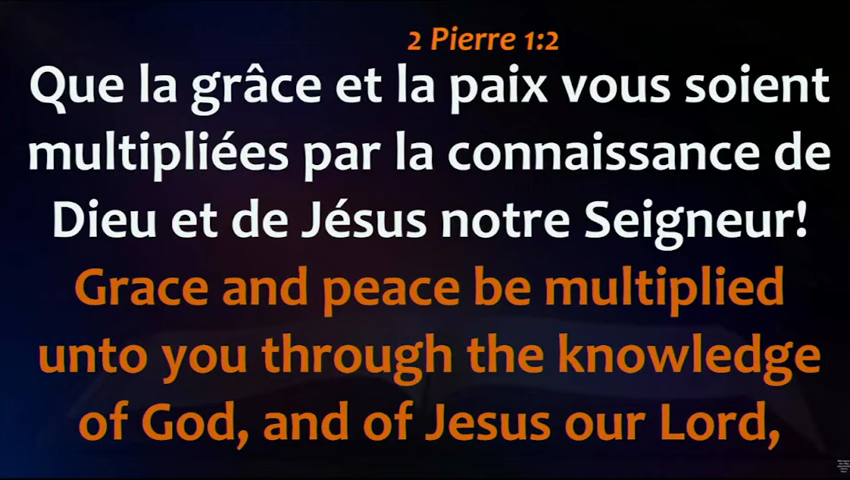 2 Pierre 1:2
Que la grâce et la paix vous soient
multipliées par la connaissance de
Dieu et de Jésus notre Seigneur!
Grace and peace be multiplied
unto you through the knowledge
of God, and of Jesus our Lord,